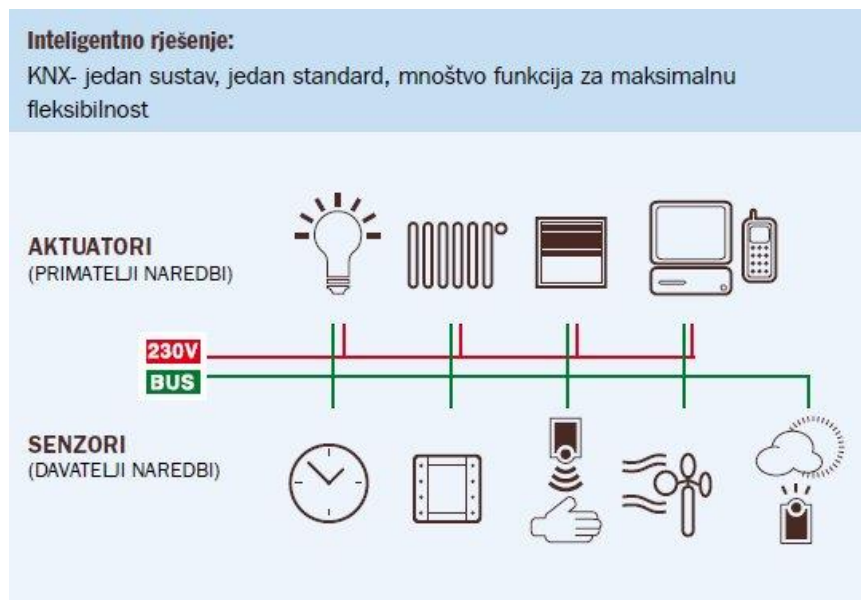 Inteligentno rješenje:
KNX- jedan sustav, jedan standard, mnoštvo funkcija za maksimalnu
fleksibilnost
AKTUATORI
(PRIMATELJI NAREDBI)
230V
BUS
SENZORI
(DAVATELJI NAREDBI)